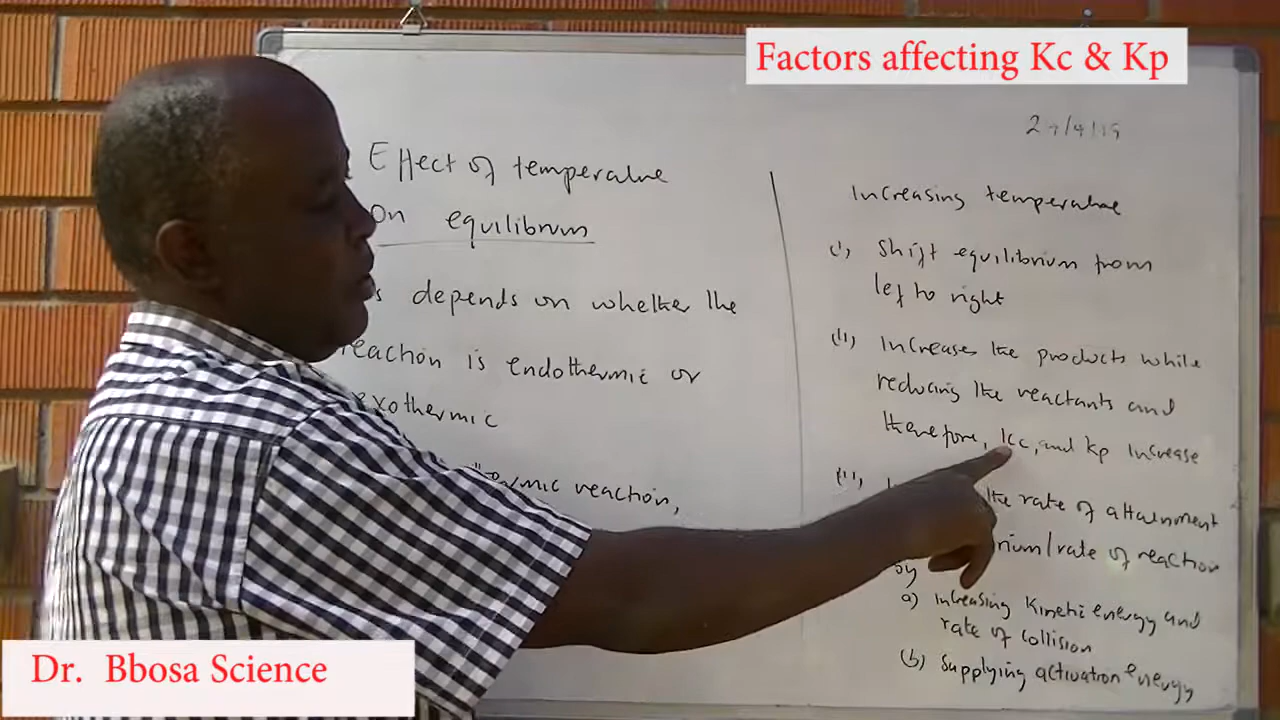 Factors affecting Kc & Kp
Effect of temperature
On equilibrium
depends on whether the
reaction is endothermic or
exothermic
reaction,
Increasing temperature
(i) Shift equilibrium from
left to right
(ii) Increases the products while
reducing the reactants and
therefore, Kc, and Kp increase
the rate of attainment
rate of reaction
by
a) increasing Kinetic energy and
rate of collision
(b) Supplying activation energy
Dr. Bbosa Science